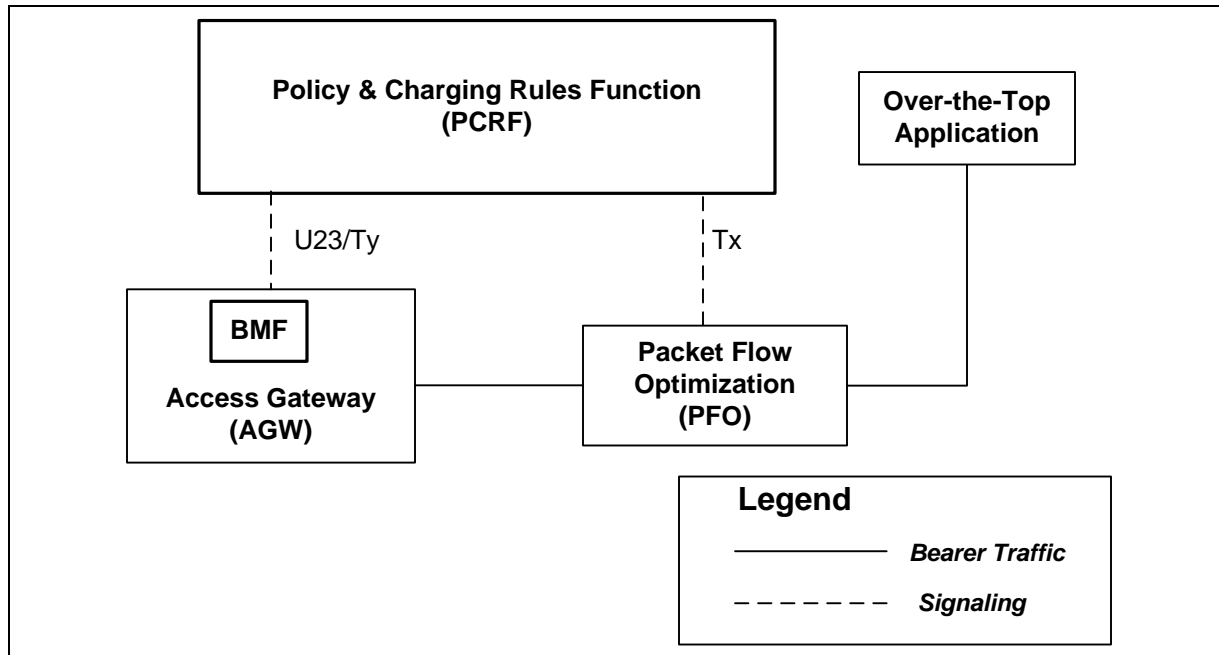 Policy & Charging Rules Function
(PCRF)
Over-the-Top
Application
U23/Ty
Tx
BMF
Access Gateway
(AGW)
Packet Flow
Optimization
(PFO)
Legend
Bearer Traffic
Signaling